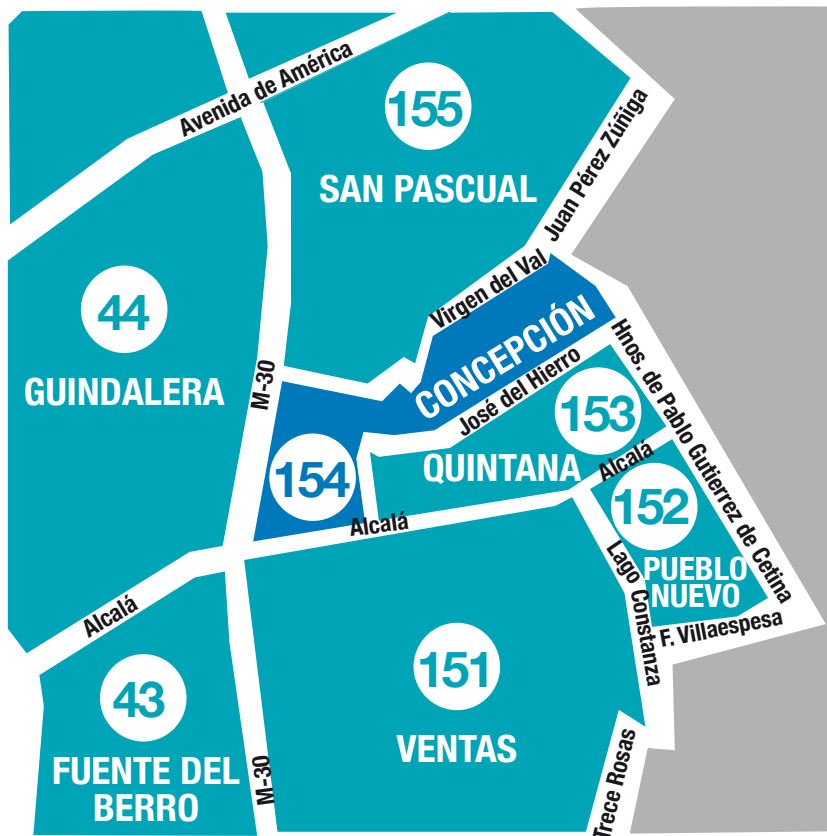 Avenida de América
155
SAN PASCUAL
Juan Pérez Zúñiga
Virgen del Val
44
GUINDALERA
M-30
CONCEPCIÓN
José del Hierro
Hnos. de Pablo Gutierrez de Cetina
153
QUINTANA
154
Alcalá
Alcalá
152
PUEBLO
NUEVO
Lago Constanza
F. Villaespesa
Alcalá
43
FUENTE DEL
BERRO
M-30
151
VENTAS
Trece Rosas